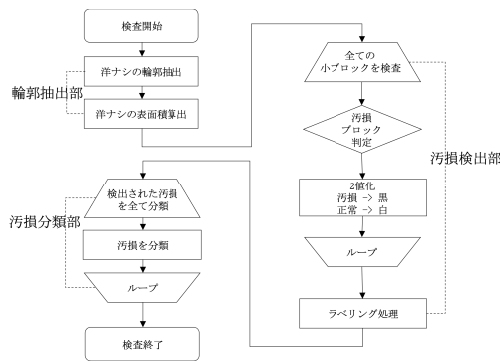 検査開始
洋ナシの輪郭抽出
輪郭抽出部
洋ナシの表面積算出
全ての
小ブロックを検査
汚損
ブロック
判定
汚損検出部
2値化
汚損 -> 黒
正常 -> 白
ループ
ラベリング処理
検出された汚損
を全て分類
汚損分類部
汚損を分類
ループ
検査終了